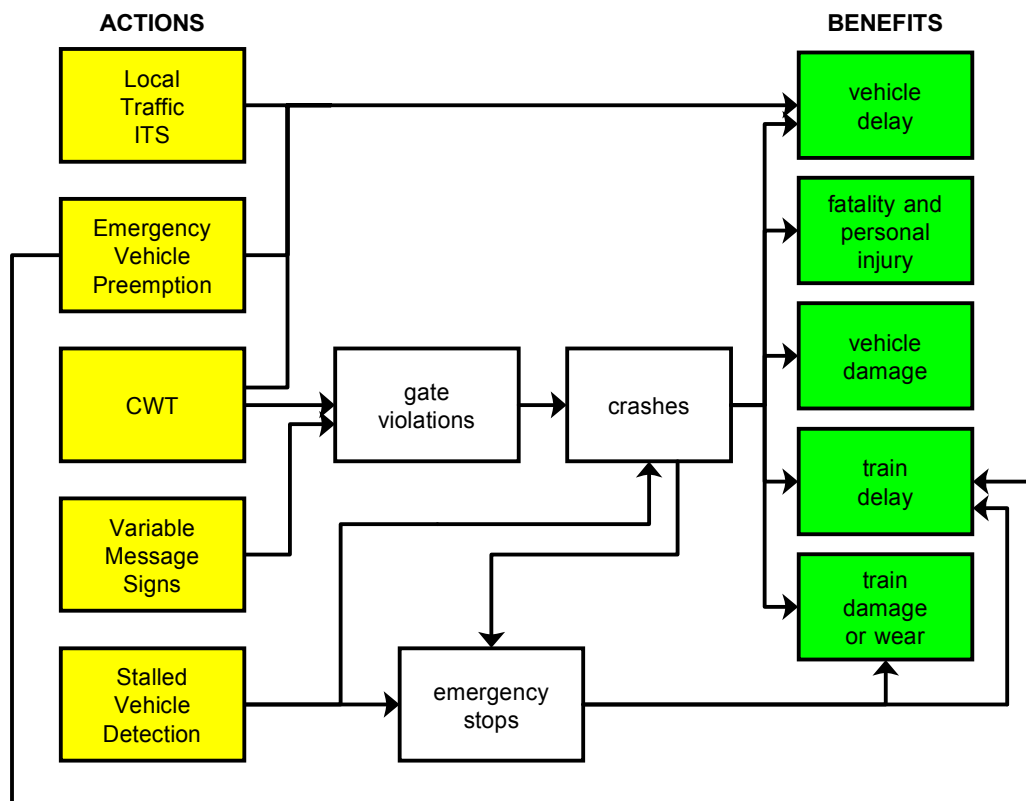 ACTIONS
BENEFITS
Local
Traffic
ITS
vehicle
delay
Emergency
Vehicle
Preemption
fatality and
personal
injury
CWT
gate
violations
crashes
vehicle
damage
Variable
Message
Signs
train
delay
Stalled
Vehicle
Detection
emergency
stops
train
damage
or wear